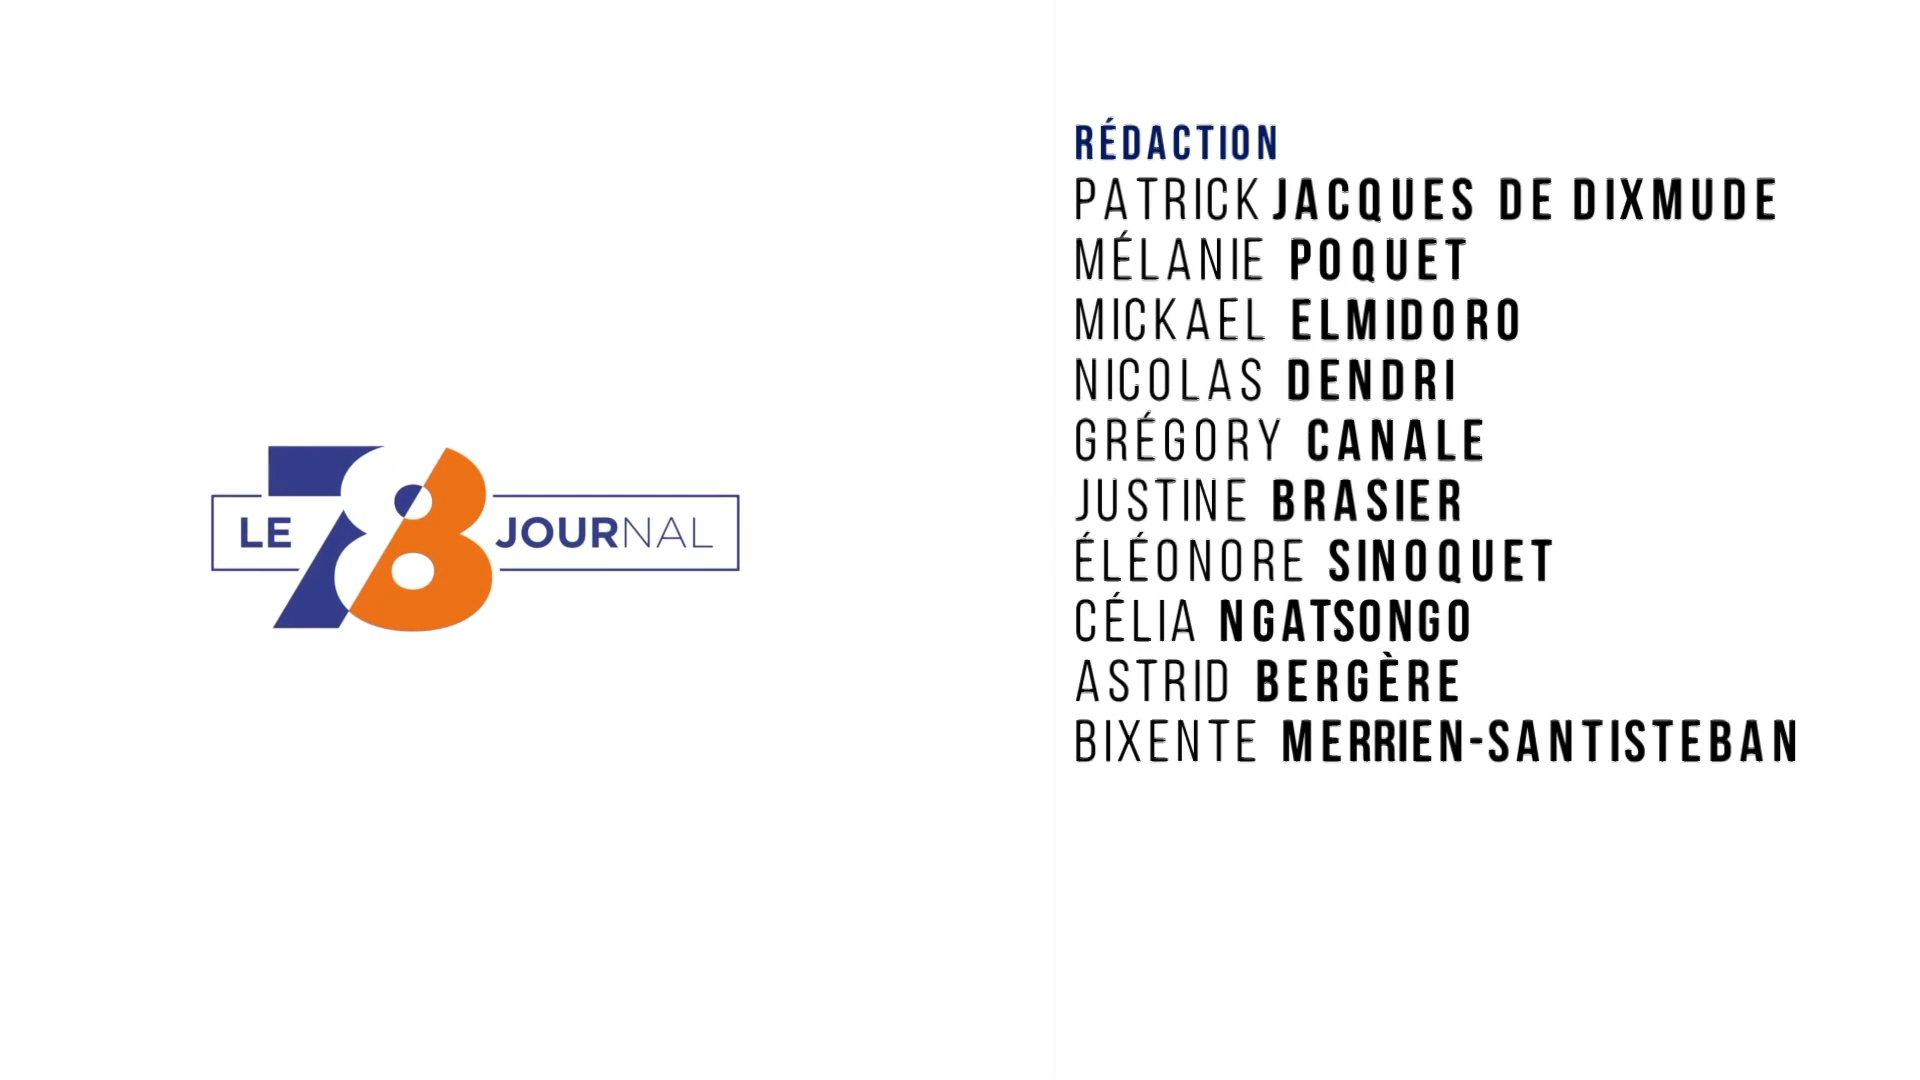 LE 78 JOURNAL
RÉDACTION
PATRICK JACQUES DE DIXMUDE
MÉLANIE POQUET
MICKAEL ELMIDORO
NICOLAS DENDRI
GRÉGORY CANALE
JUSTINE BRASIER
ÉLÉONORE SINOQUET
CÉLIA NGATSONGO
ASTRID BERGÈRE
BIXENTE MERRIEN-SANTISTEBAN